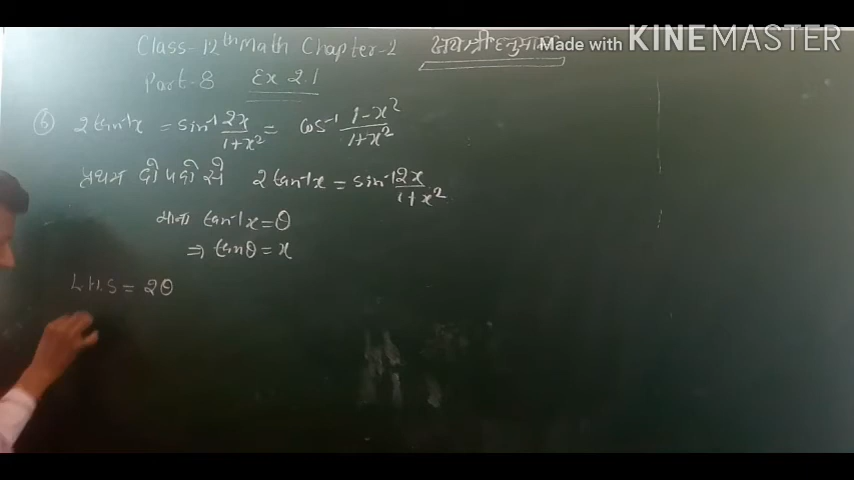 Class-12th Math Chapter-2 जय श्री हनुमान
Made with KINEMASTER
Part-8 Ex 2.1
(6) 2tan⁻¹x = sin⁻¹ 2x/1+x² = cos⁻¹ 1-x²/1+x²
प्रथम दो पदो से 2tan⁻¹x = sin⁻¹ 2x/1+x²
माना tan⁻¹x = θ
⇒ tanθ = x
L.H.S = 2θ